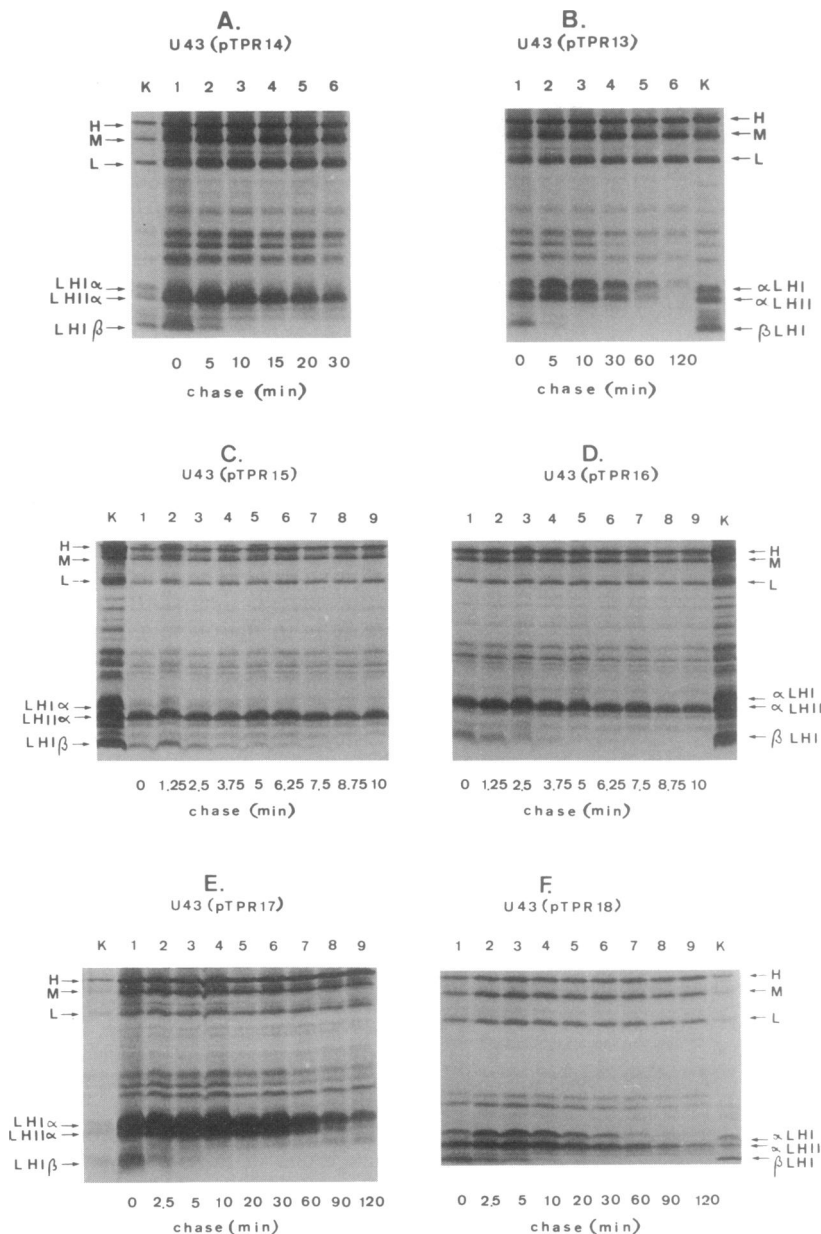 A.
U43 (pTPR14)
K 1 2 3 4 5 6
H
M
L
LHIα
LHIIα
LHIβ
0 5 10 15 20 30
chase (min)
B.
U43 (pTPR13)
1 2 3 4 5 6 K
H
M
L
αLHI
αLHII
βLHI
0 5 10 30 60 120
chase (min)
C.
U43 (pTPR15)
K 1 2 3 4 5 6 7 8 9
H
M
L
LHIα
LHIIα
LHIβ
0 1,25 2,5 3,75 5 6,25 7,5 8,75 10
chase (min)
D.
U43 (pTPR16)
1 2 3 4 5 6 7 8 9 K
H
M
L
αLHI
αLHII
βLHI
0 1,25 2,5 3,75 5 6,25 7,5 8,75 10
chase (min)
E.
U43 (pTPR17)
K 1 2 3 4 5 6 7 8 9
H
M
L
LHIα
LHIIα
LHIβ
0 2,5 5 10 20 30 60 90 120
chase (min)
F.
U43 (pTPR18)
1 2 3 4 5 6 7 8 9 K
H
M
L
αLHI
αLHII
βLHI
0 2,5 5 10 20 30 60 90 120
chase (min)